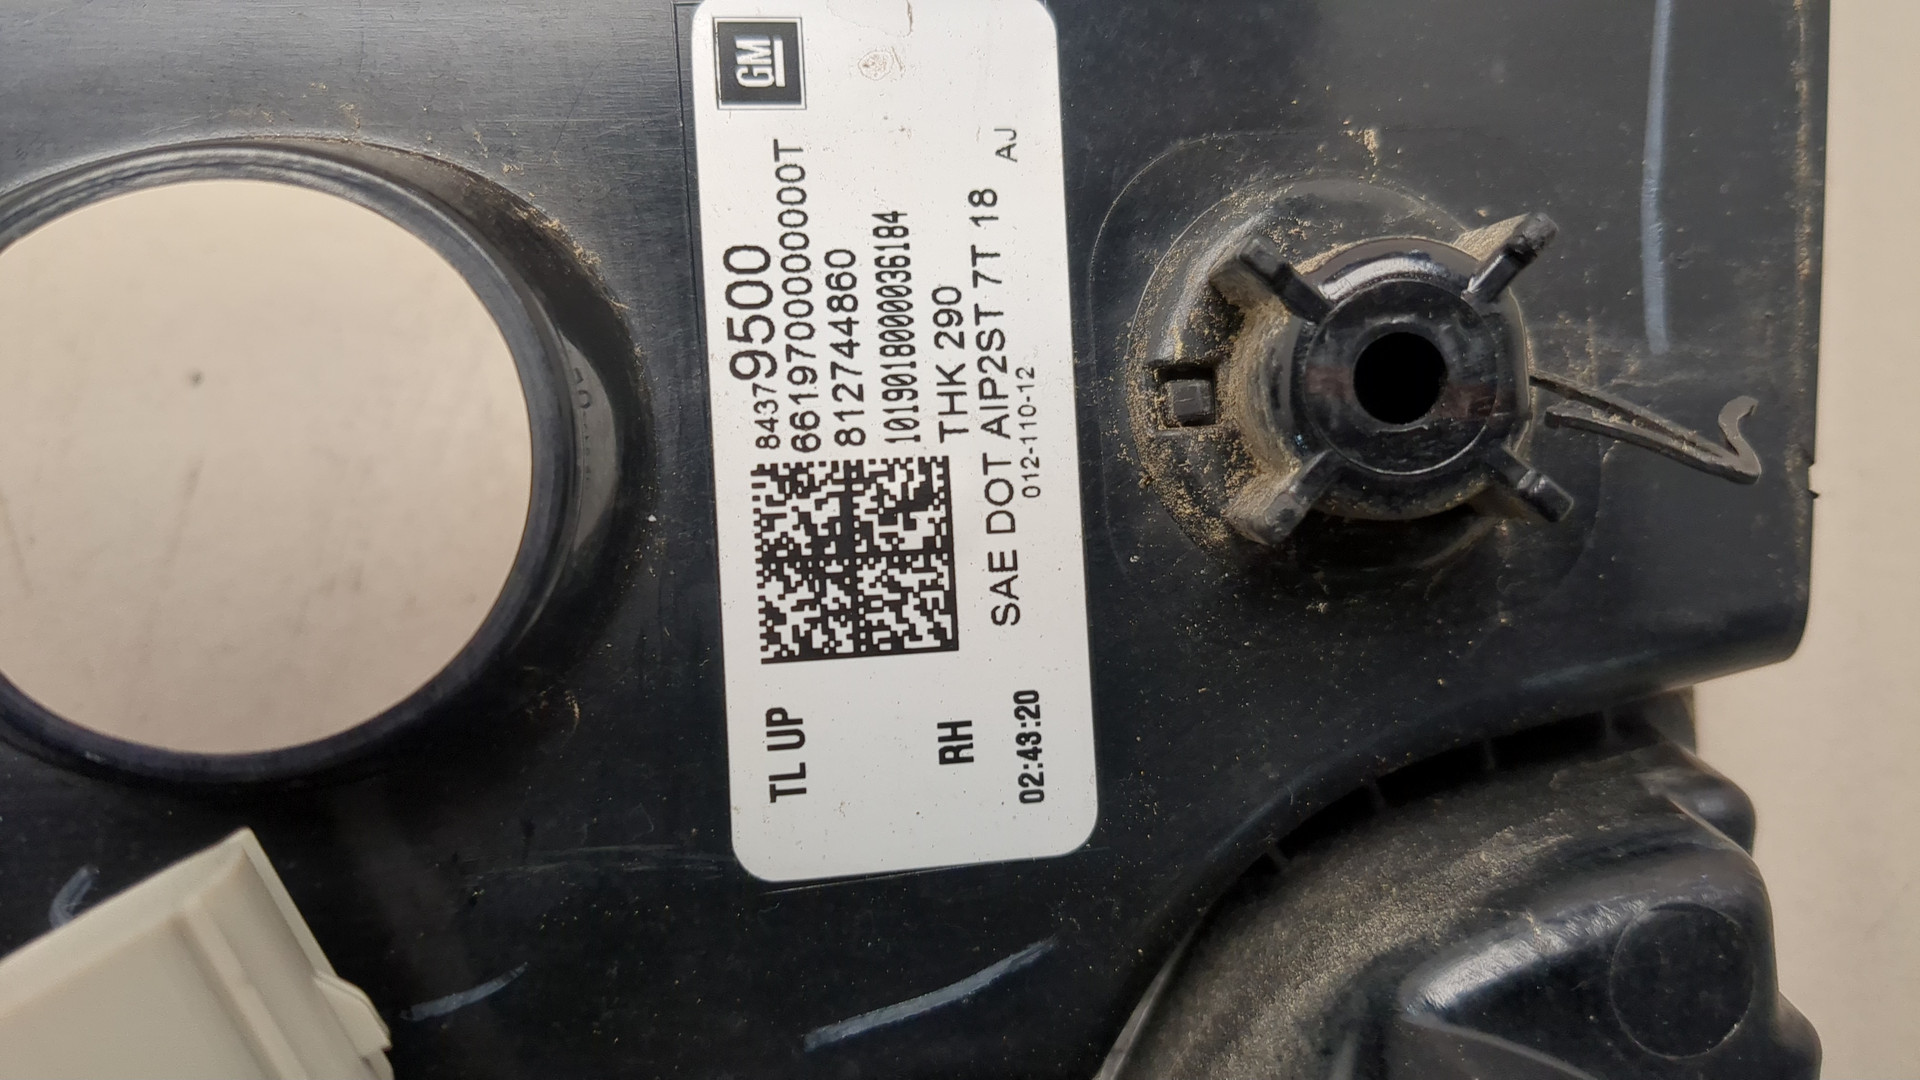 GM
84379500
6619700000000000T
812744860
1019018000036184
THK 290
SAE DOT AIP2ST 7T 18 AJ
012-110-12
TL UP
RH
02:43:20